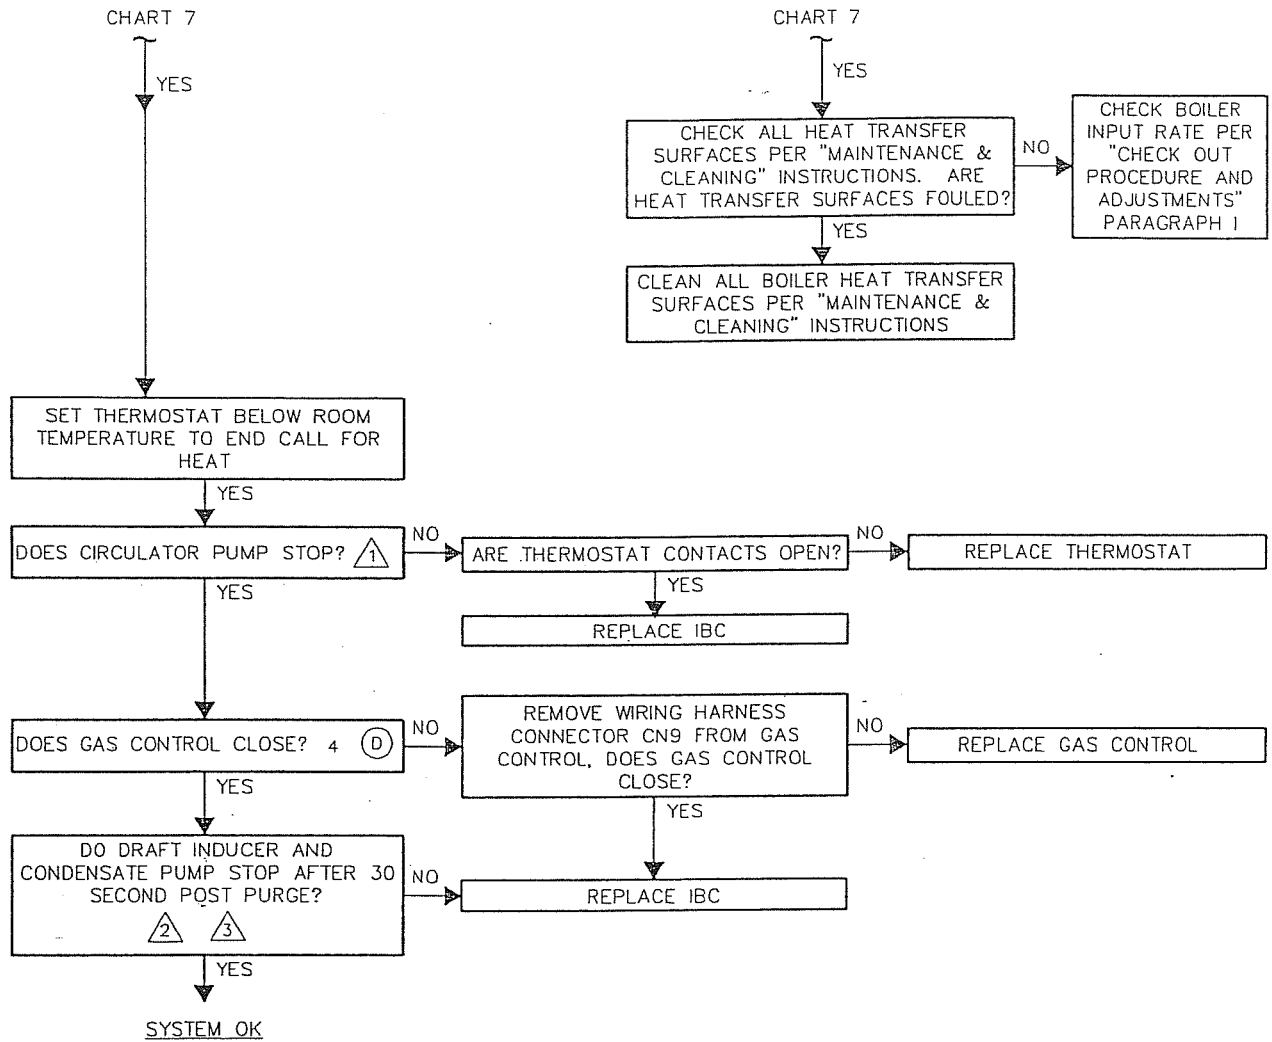 CHART 7
YES
SET THERMOSTAT BELOW ROOM
TEMPERATURE TO END CALL FOR
HEAT
YES
DOES CIRCULATOR PUMP STOP? 1
NO
ARE THERMOSTAT CONTACTS OPEN?
NO
REPLACE THERMOSTAT
YES
REPLACE IBC
YES
DOES GAS CONTROL CLOSE? 4 D
NO
REMOVE WIRING HARNESS
CONNECTOR CN9 FROM GAS
CONTROL, DOES GAS CONTROL
CLOSE?
NO
REPLACE GAS CONTROL
YES
YES
DO DRAFT INDUCER AND
CONDENSATE PUMP STOP AFTER 30
SECOND POST PURGE?
2 3
NO
REPLACE IBC
YES
SYSTEM OK
CHART 7
YES
CHECK ALL HEAT TRANSFER
SURFACES PER "MAINTENANCE &
CLEANING" INSTRUCTIONS. ARE
HEAT TRANSFER SURFACES FOULED?
NO
CHECK BOILER
INPUT RATE PER
"CHECK OUT
PROCEDURE AND
ADJUSTMENTS"
PARAGRAPH I
YES
CLEAN ALL BOILER HEAT TRANSFER
SURFACES PER "MAINTENANCE &
CLEANING" INSTRUCTIONS